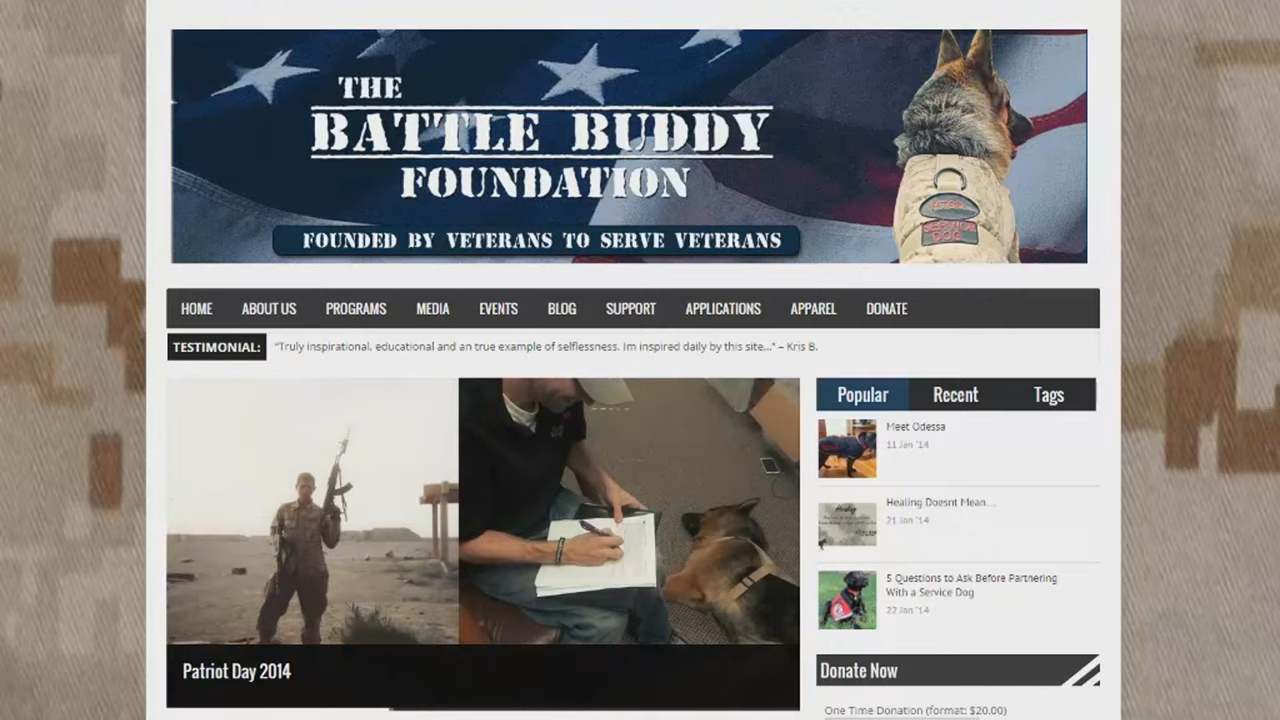 THE
BATTLE BUDDY
FOUNDATION
FOUNDED BY VETERANS TO SERVE VETERANS
SERVICE
DOG
HOME ABOUT US PROGRAMS MEDIA EVENTS BLOG SUPPORT APPLICATIONS APPAREL DONATE
TESTIMONIAL: "Truly inspirational, educational and an true example of selflessness. Im inspired daily by this site..." – Kris B.
Popular Recent Tags
Meet Odessa
11 Jan '14
Healing Doesnt Mean...
21 Jan '14
Healing
5 Questions to Ask Before Partnering
With a Service Dog
22 Jan '14
Patriot Day 2014
Donate Now
One Time Donation (format: $20.00)